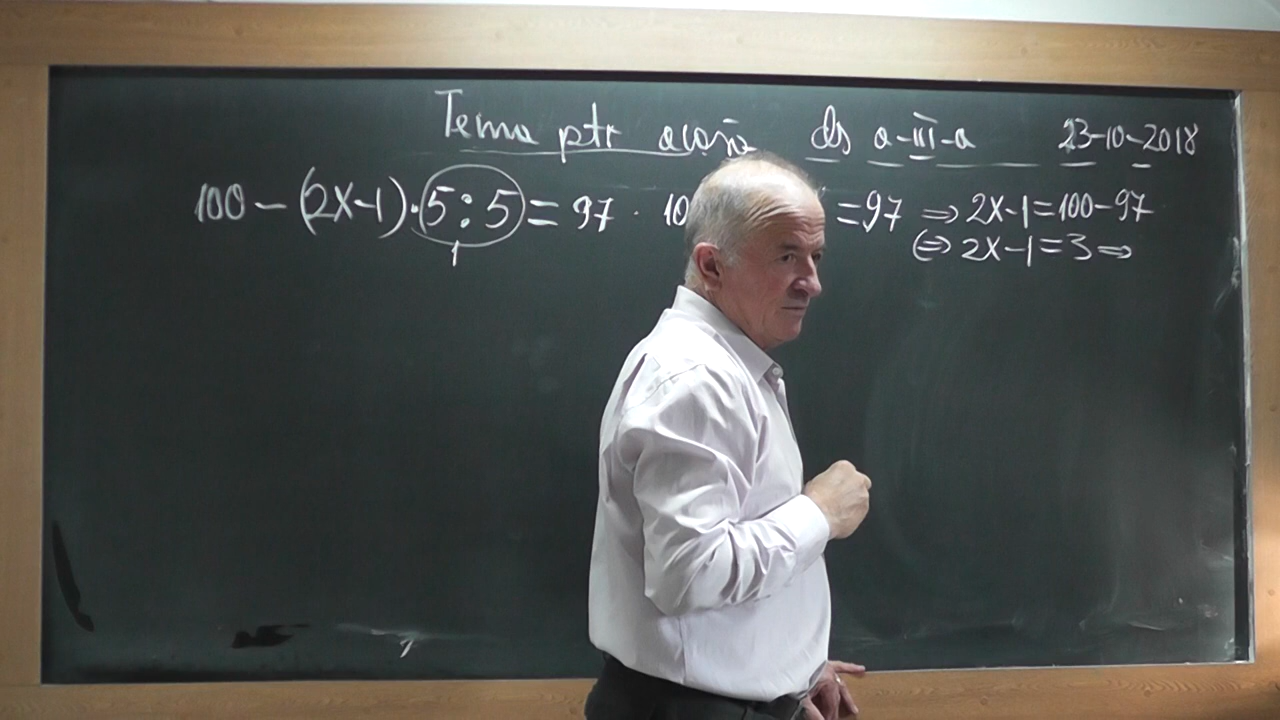 Tema ptr acasă ds a-III-a 23-10-2018
100-(2X-1)·5:5=97 · 10 =97 ⇒ 2X-1=100-97
1 (⇒) 2X-1=3 ⇒